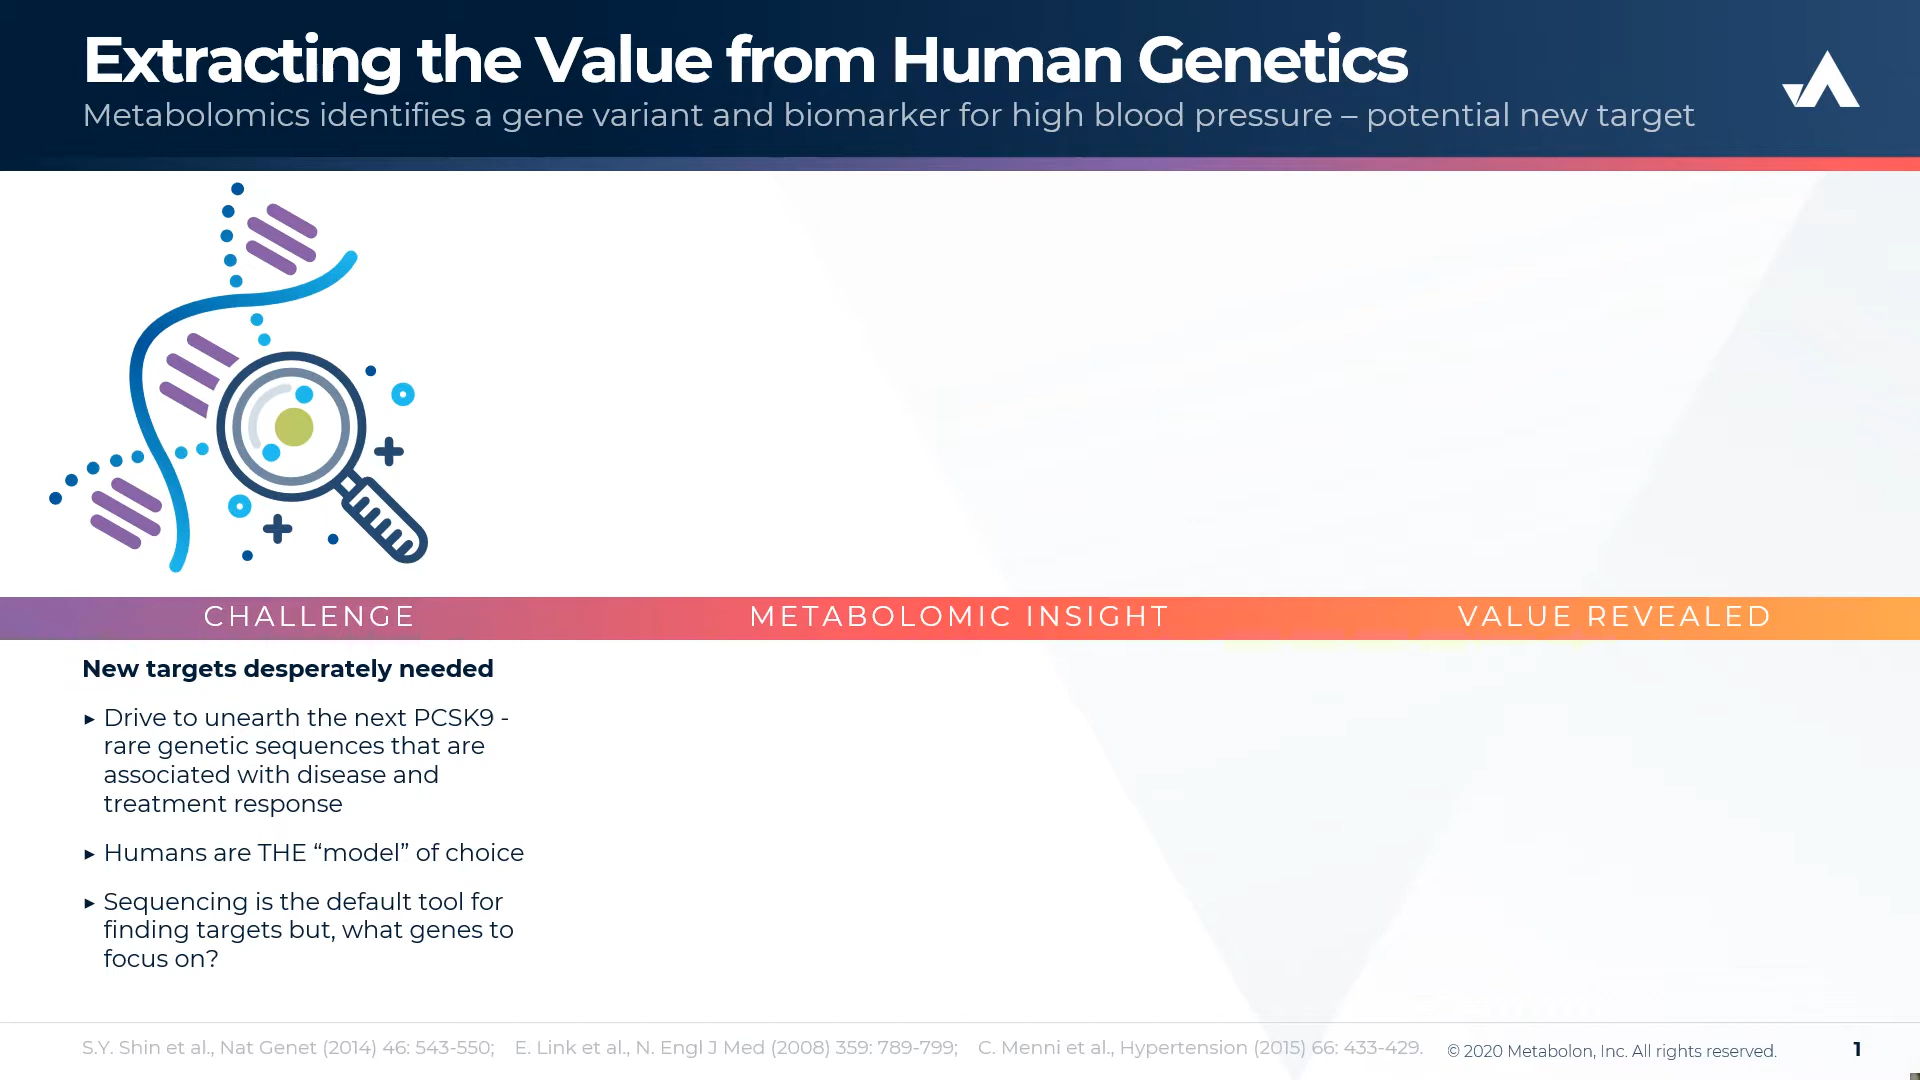 Extracting the Value from Human Genetics
Metabolomics identifies a gene variant and biomarker for high blood pressure – potential new target
CHALLENGE
METABOLOMIC INSIGHT
VALUE REVEALED
New targets desperately needed
▸ Drive to unearth the next PCSK9 -
rare genetic sequences that are
associated with disease and
treatment response
▸ Humans are THE “model” of choice
▸ Sequencing is the default tool for
finding targets but, what genes to
focus on?
S.Y. Shin et al., Nat Genet (2014) 46: 543-550; E. Link et al., N. Engl J Med (2008) 359: 789-799; C. Menni et al., Hypertension (2015) 66: 433-429.
© 2020 Metabolon, Inc. All rights reserved.
1